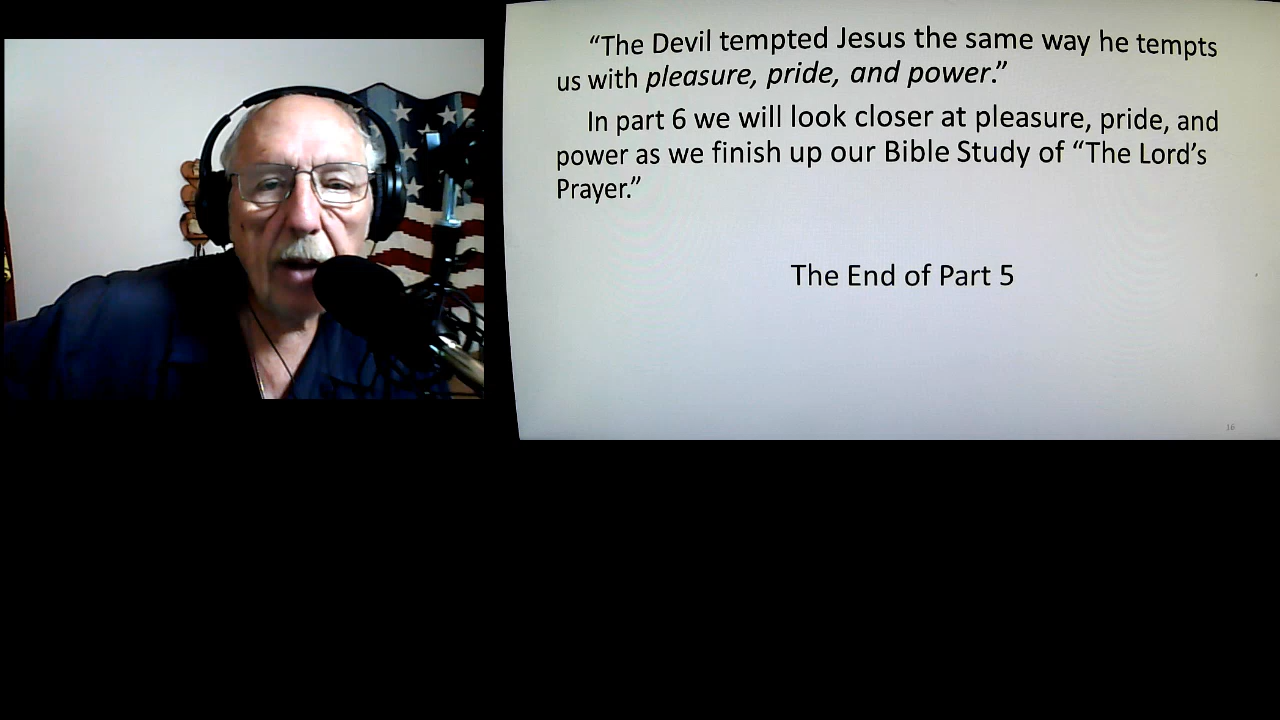 “The Devil tempted Jesus the same way he tempts
us with pleasure, pride, and power.”
In part 6 we will look closer at pleasure, pride, and
power as we finish up our Bible Study of “The Lord’s
Prayer.”
The End of Part 5
16